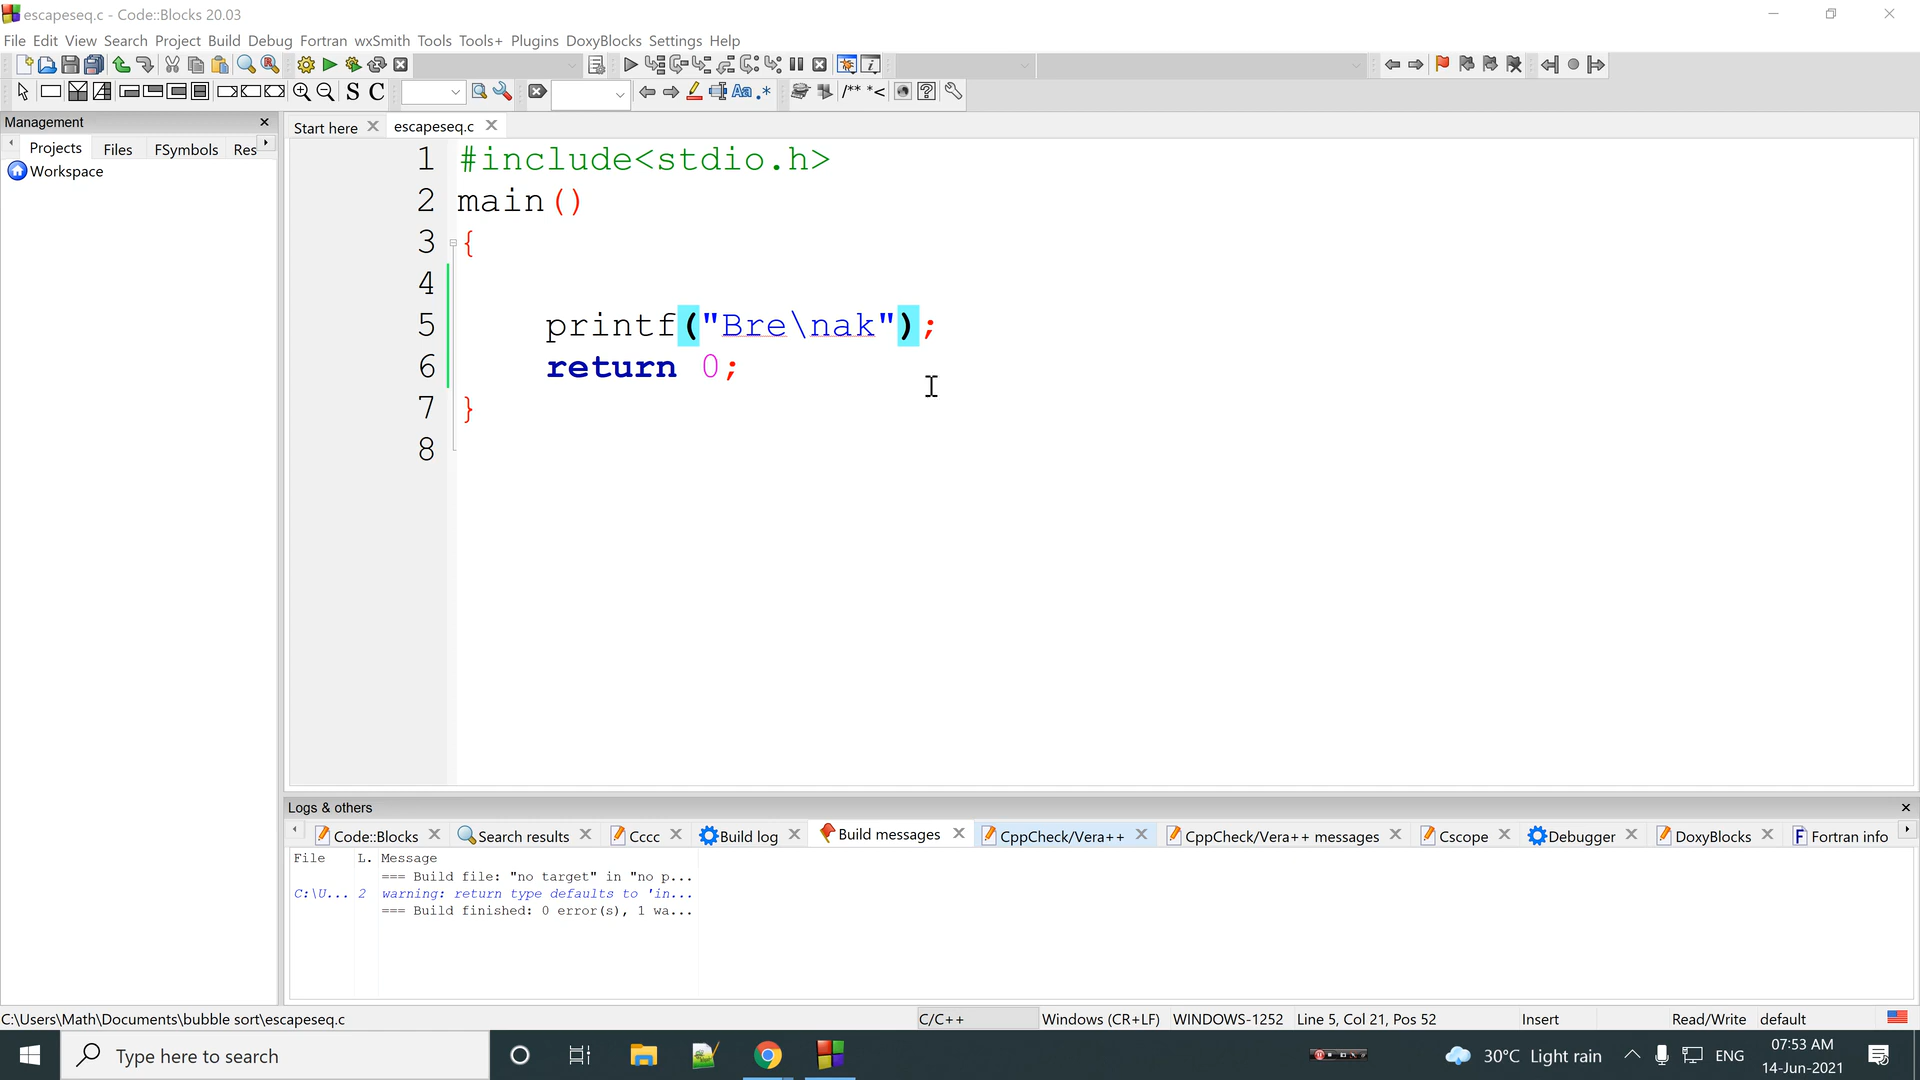 escapeseq.c - Code::Blocks 20.03
File Edit View Search Project Build Debug Fortran wxSmith Tools Tools+ Plugins DoxyBlocks Settings Help
S C Aa .* /** *<
Management
Projects Files FSymbols Res
Workspace
Start here escapeseq.c
1 #include<stdio.h>
2 main()
3 {
4
5 printf("Bre\nak");
6 return 0;
7 }
8
Logs & others
Code::Blocks Search results Cccc Build log Build messages CppCheck/Vera++ CppCheck/Vera++ messages Cscope Debugger DoxyBlocks Fortran info
File L. Message
=== Build file: "no target" in "no p...
C:\U... 2 warning: return type defaults to 'in...
=== Build finished: 0 error(s), 1 wa...
C:\Users\Math\Documents\bubble sort\escapeseq.c C/C++ Windows (CR+LF) WINDOWS-1252 Line 5, Col 21, Pos 52 Insert Read/Write default
Type here to search 30°C Light rain ENG 07:53 AM
14-Jun-2021